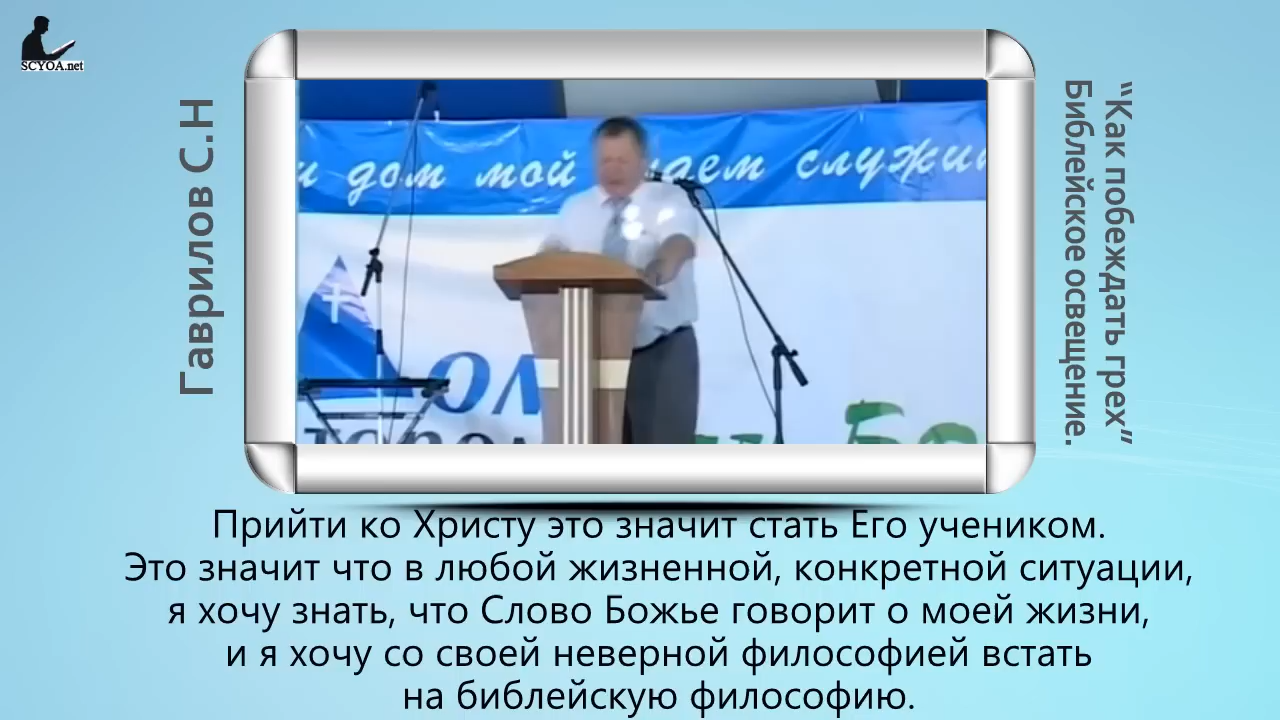 SCYOA.net
Гаврилов С.Н
“Как побеждать грех”
Библейское освещение.
дом мой служи
Прийти ко Христу это значит стать Его учеником.
Это значит что в любой жизненной, конкретной ситуации,
я хочу знать, что Слово Божье говорит о моей жизни,
и я хочу со своей неверной философией встать
на библейскую философию.